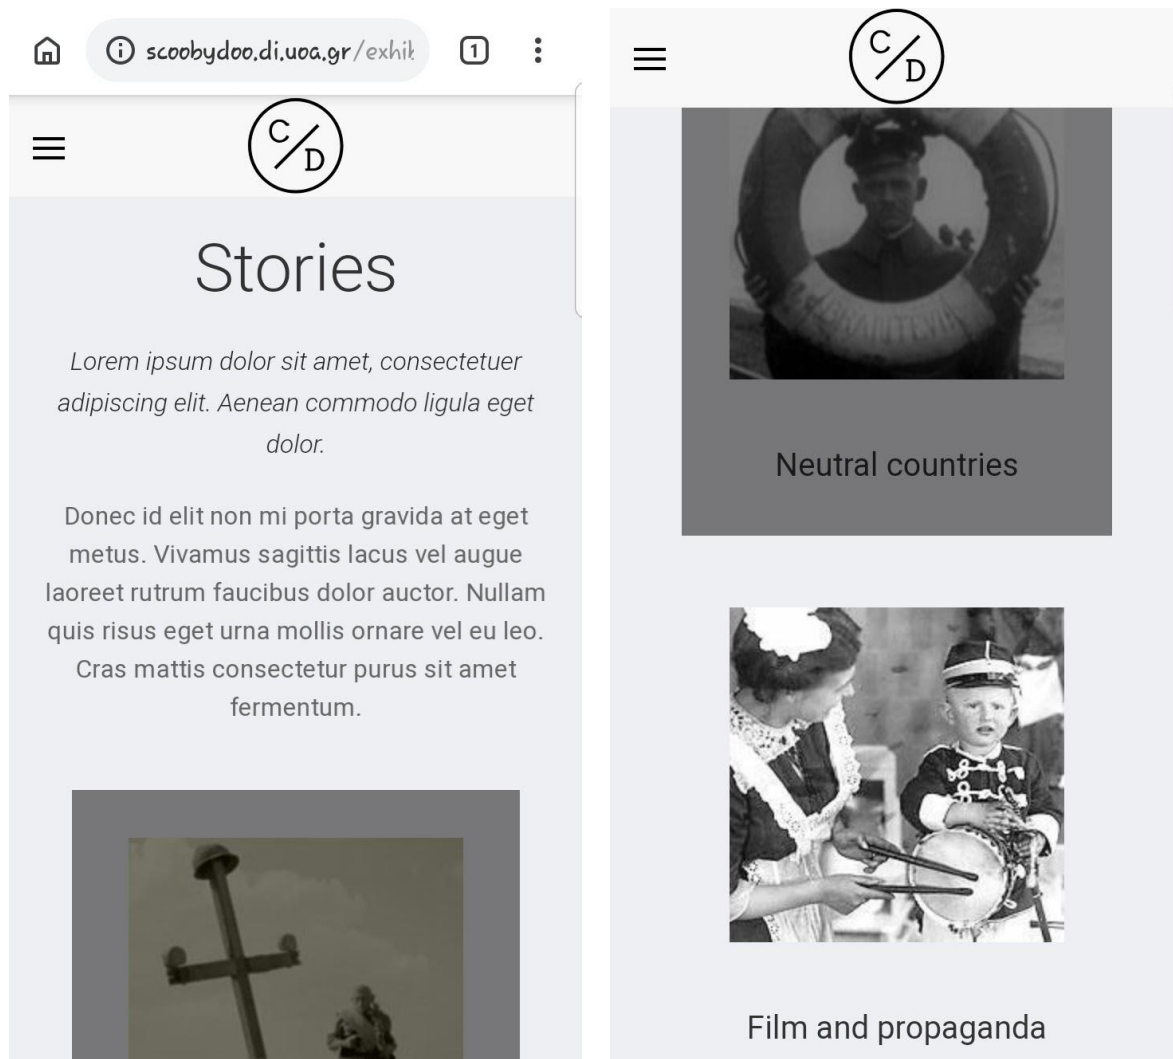 scoobydoo.di.uoa.gr/exhib
1
C/D
Stories
Lorem ipsum dolor sit amet, consectetuer
adipiscing elit. Aenean commodo ligula eget
dolor.
Donec id elit non mi porta gravida at eget
metus. Vivamus sagittis lacus vel augue
laoreet rutrum faucibus dolor auctor. Nullam
quis risus eget urna mollis ornare vel eu leo.
Cras mattis consectetur purus sit amet
fermentum.
C/D
Neutral countries
Film and propaganda